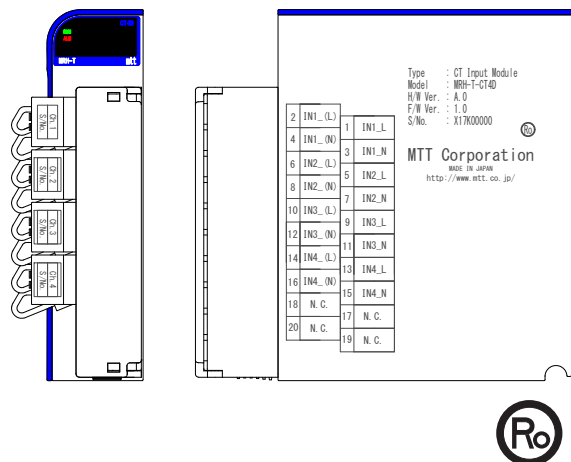 MRH-T
mtt
Ch 1
S/No.
Ch 2
S/No.
Ch 3
S/No.
Ch 4
S/No.
2 IN1_(L)
4 IN1_(N)
6 IN2_(L)
8 IN2_(N)
10 IN3_(L)
12 IN3_(N)
14 IN4_(L)
16 IN4_(N)
18 N.C.
20 N.C.
1 IN1_L
3 IN1_N
5 IN2_L
7 IN2_N
9 IN3_L
11 IN3_N
13 IN4_L
15 IN4_N
17 N.C.
19 N.C.
Type : CT Input Module
Model : MRH-T-CT4D
H/W Ver. : A.0
F/W Ver. : 1.0
S/No. : X17K00000
Ro
MTT Corporation
MADE IN JAPAN
http://www.mtt.co.jp/
Ro